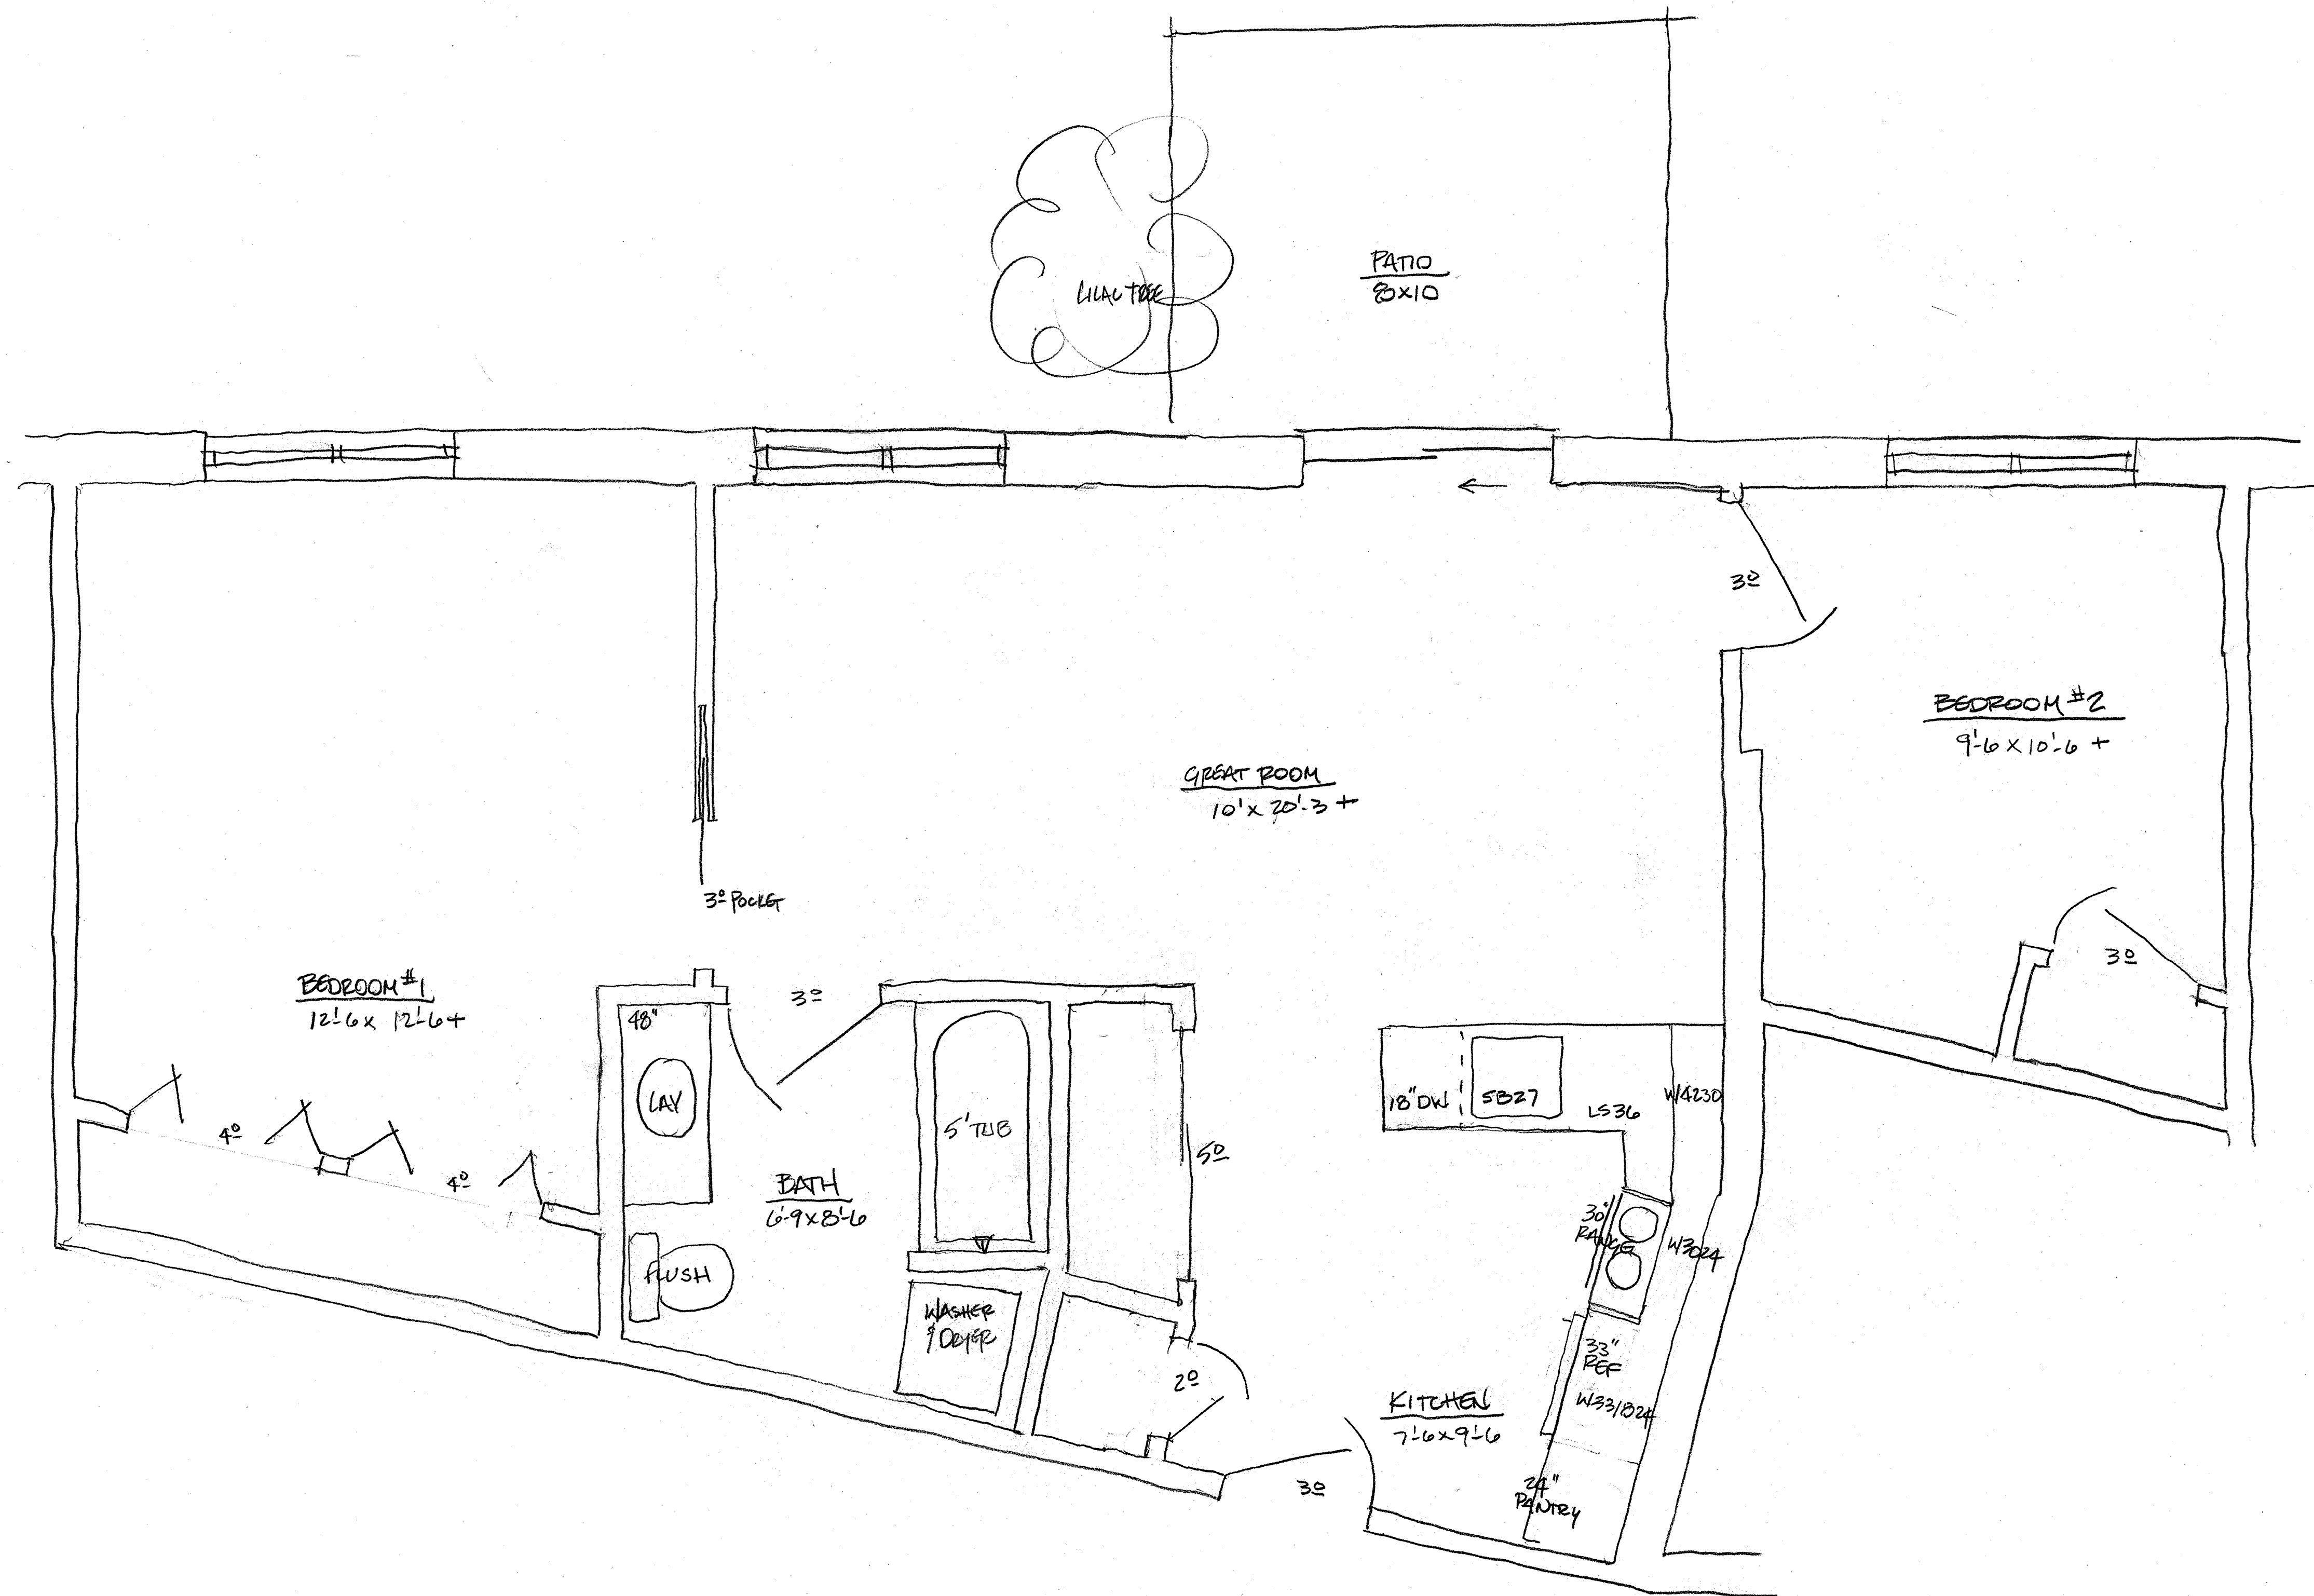 PATIO
8x10
LILAC TREE
3º
BEDROOM #2
9'-6 x 10'-6 +
GREAT ROOM
10' x 20'-3 +
3º POCKET
3º
BEDROOM #1
12'-6 x 12'-6 +
3º
48"
LAV
5' TUB
18" DW
SB27
LS36
W4230
4º
4º
5º
BATH
6'-9 x 8'-6
30"
RANGE
W3024
FLUSH
WASHER
& DRYER
33"
REF
W331824
2º
KITCHEN
7'-6 x 9'-6
3º
24"
PANTRY